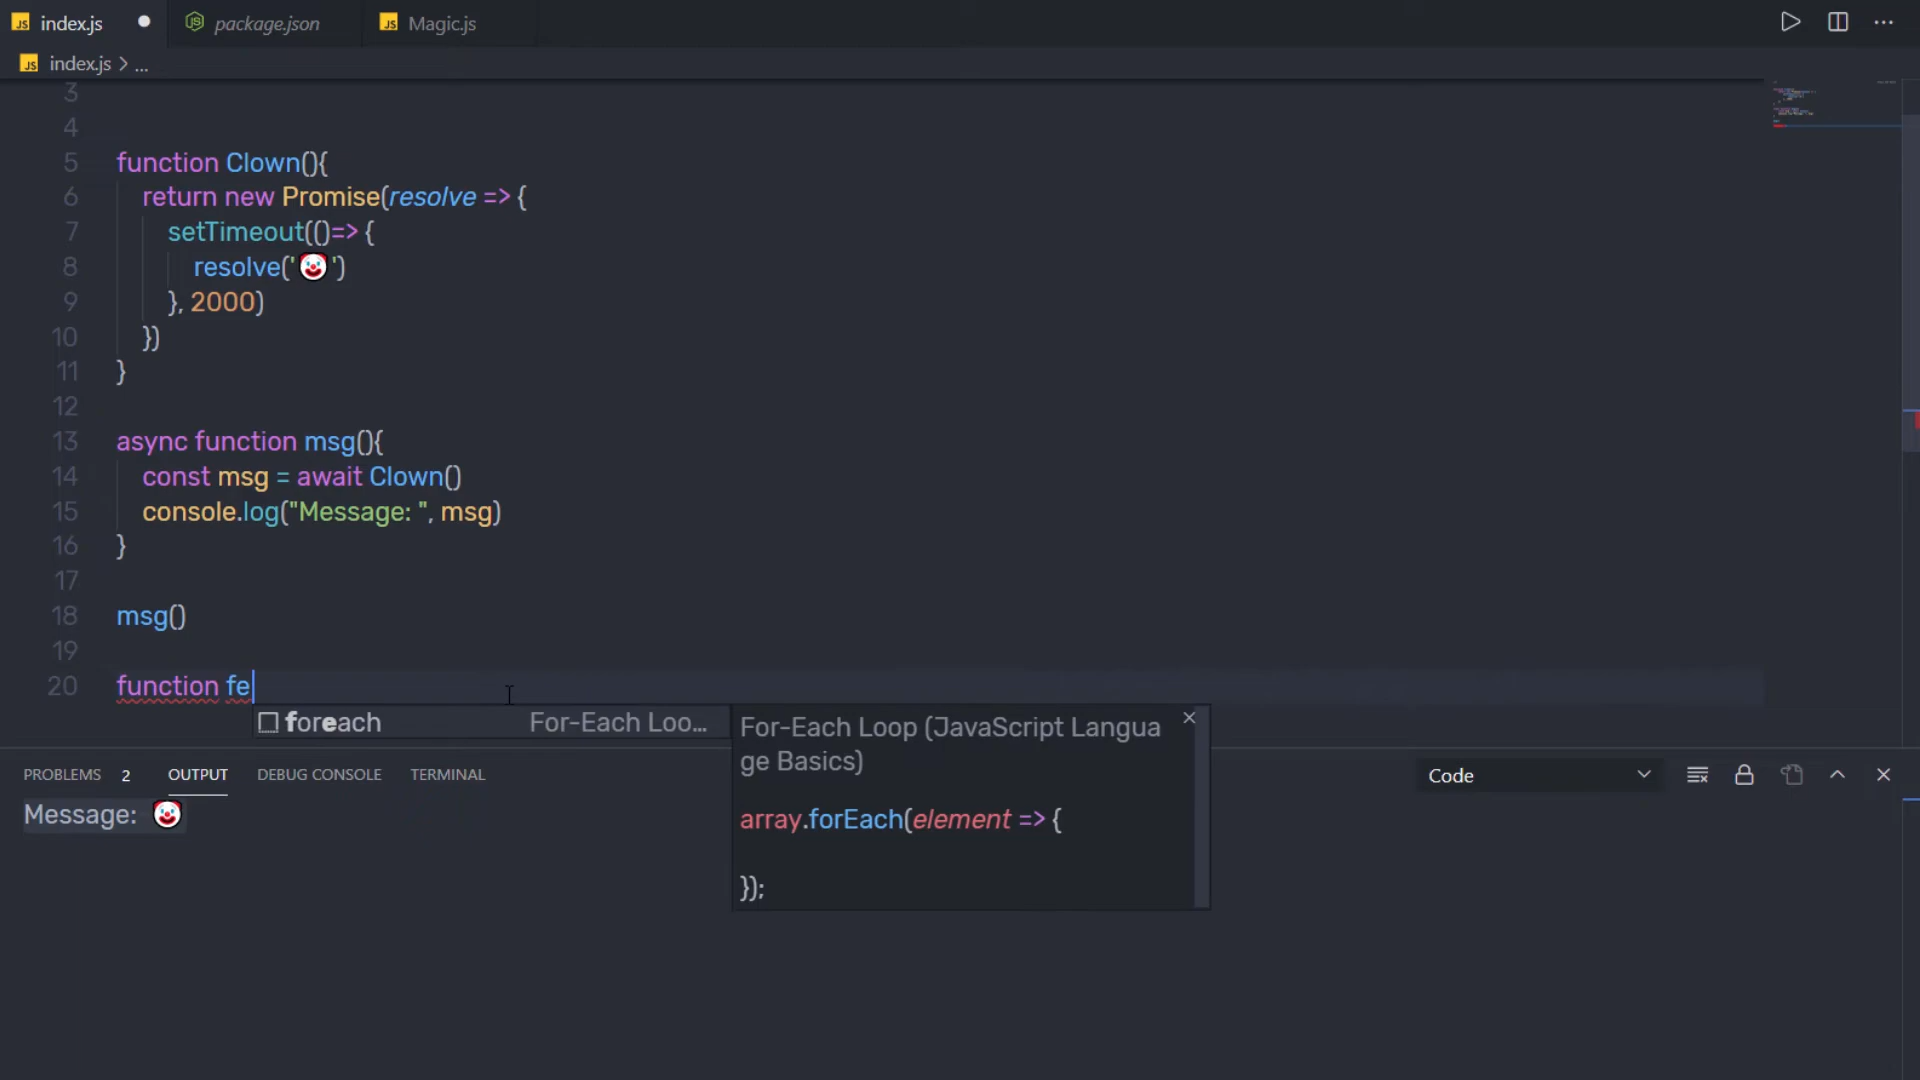 index.js
package.json
Magic.js
index.js > ...
3
4
5 function Clown(){
6 return new Promise(resolve => {
7 setTimeout(()=> {
8 resolve('🤡')
9 }, 2000)
10 })
11 }
12
13 async function msg(){
14 const msg = await Clown()
15 console.log("Message: ", msg)
16 }
17
18 msg()
19
20 function fe
foreach For-Each Loo...
For-Each Loop (JavaScript Langua
ge Basics)
array.forEach(element => {
});
PROBLEMS 2 OUTPUT DEBUG CONSOLE TERMINAL Code
Message: 🤡